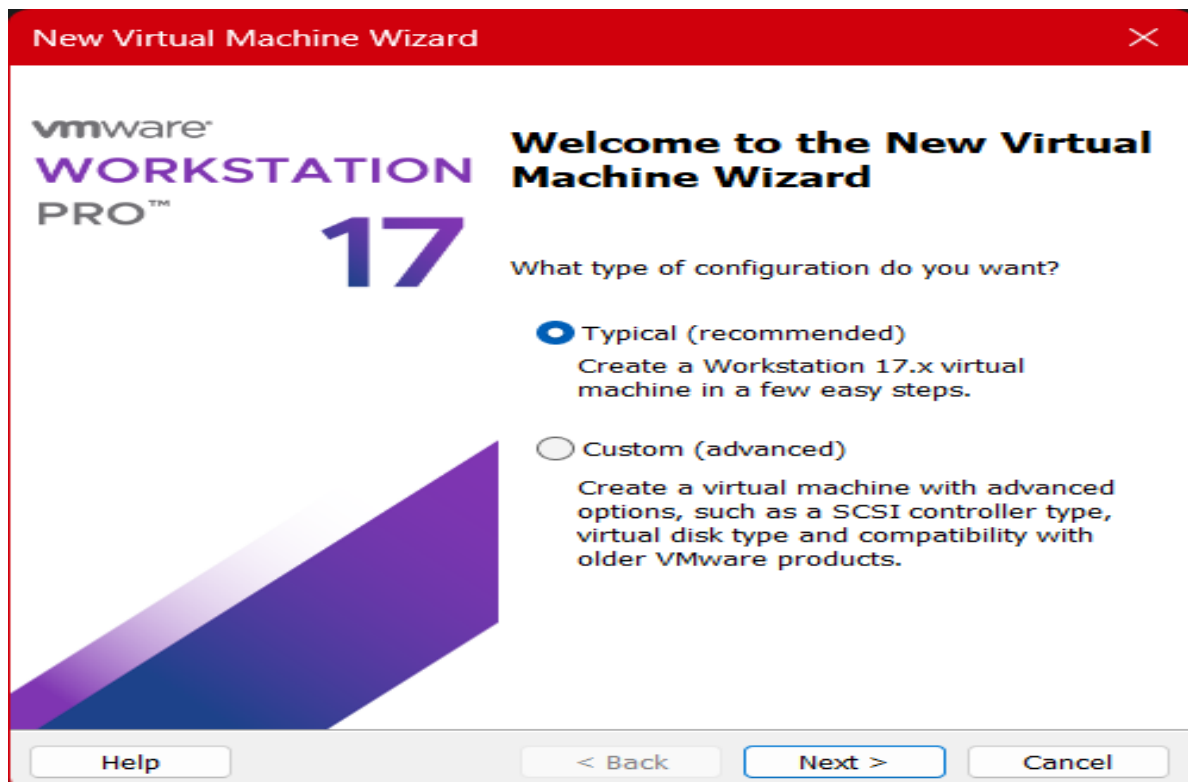 New Virtual Machine Wizard
vmware®
WORKSTATION
PRO™
17
Welcome to the New Virtual
Machine Wizard
What type of configuration do you want?
Typical (recommended)
Create a Workstation 17.x virtual
machine in a few easy steps.
Custom (advanced)
Create a virtual machine with advanced
options, such as a SCSI controller type,
virtual disk type and compatibility with
older VMware products.
Help
< Back
Next >
Cancel